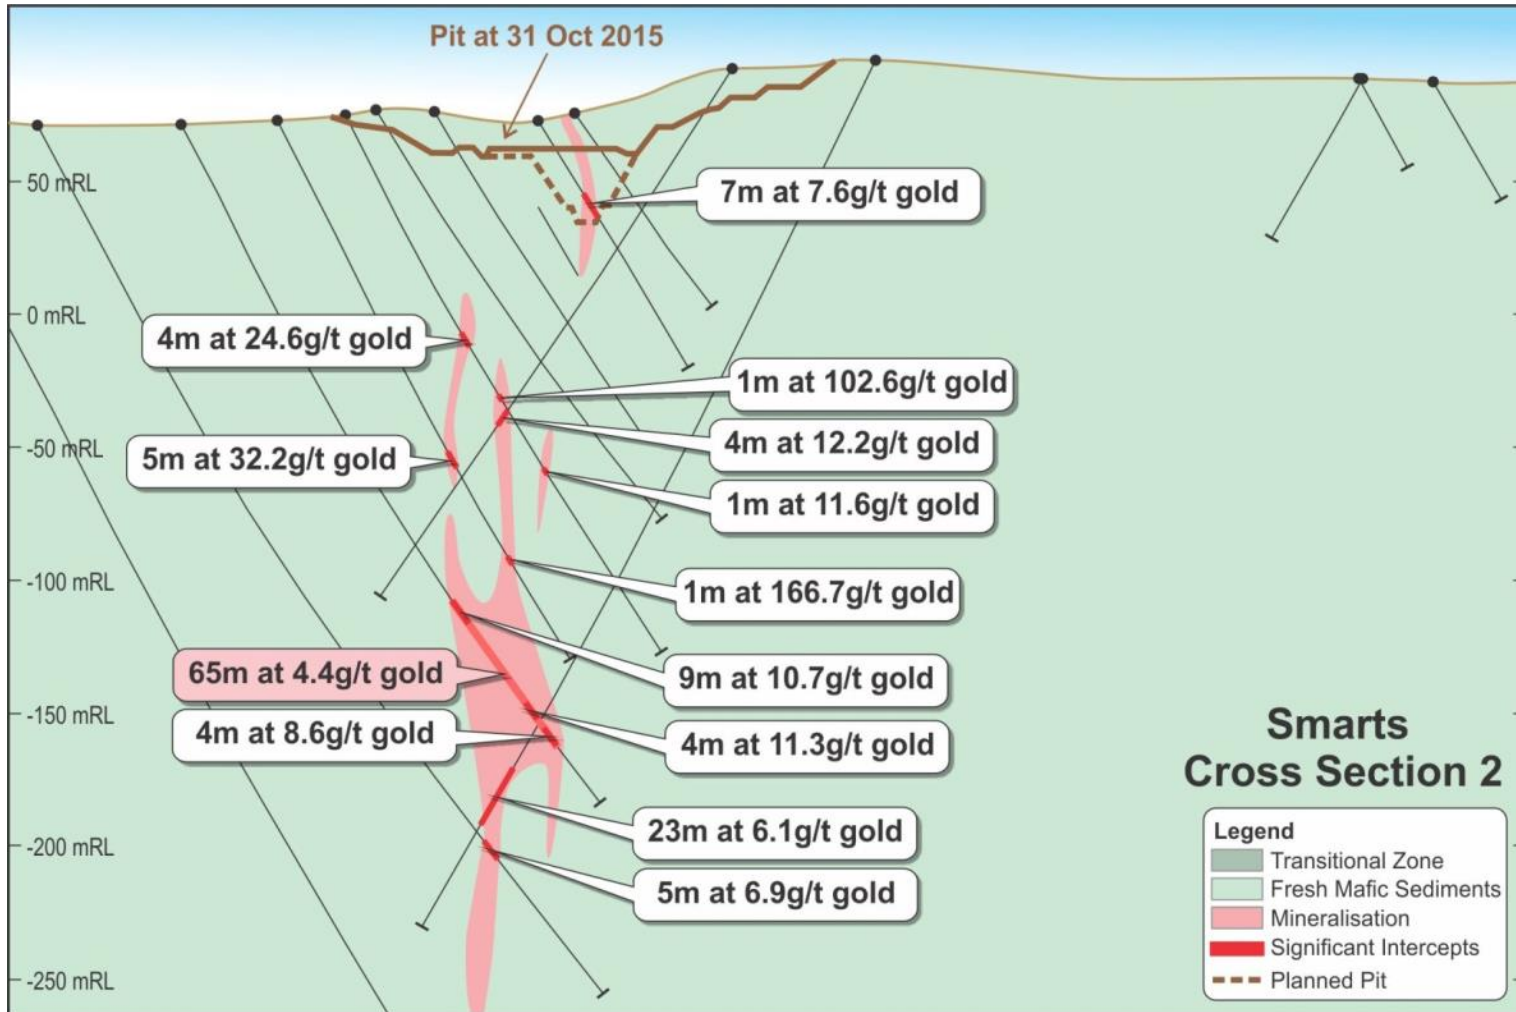 Pit at 31 Oct 2015
50 mRL
7m at 7.6g/t gold
0 mRL
4m at 24.6g/t gold
1m at 102.6g/t gold
4m at 12.2g/t gold
-50 mRL
5m at 32.2g/t gold
1m at 11.6g/t gold
-100 mRL
1m at 166.7g/t gold
65m at 4.4g/t gold
9m at 10.7g/t gold
-150 mRL
4m at 8.6g/t gold
4m at 11.3g/t gold
23m at 6.1g/t gold
-200 mRL
5m at 6.9g/t gold
-250 mRL
Smarts
Cross Section 2
Legend
Transitional Zone
Fresh Mafic Sediments
Mineralisation
Significant Intercepts
Planned Pit